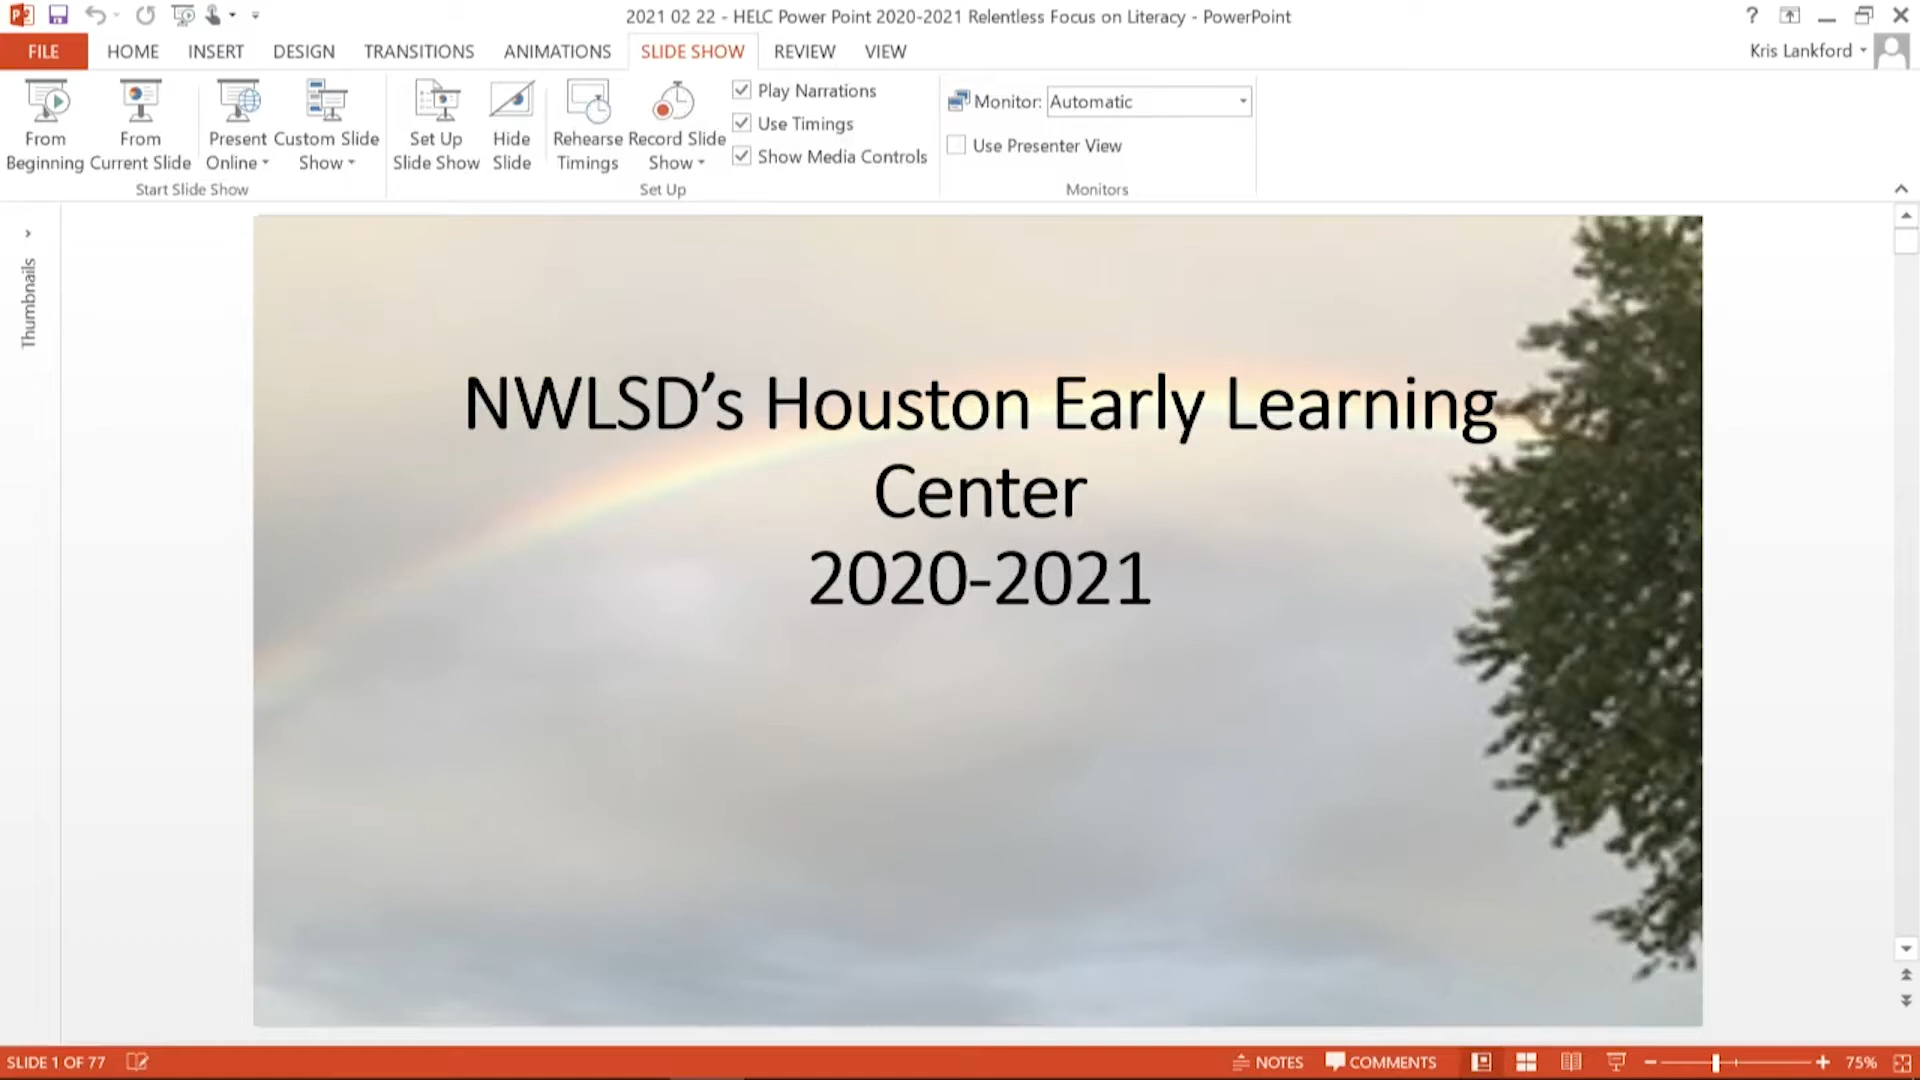 2021 02 22 - HELC Power Point 2020-2021 Relentless Focus on Literacy - PowerPoint
FILE HOME INSERT DESIGN TRANSITIONS ANIMATIONS SLIDE SHOW REVIEW VIEW
Kris Lankford
From Beginning
From Current Slide
Present Online
Custom Slide Show
Set Up Slide Show
Hide Slide
Rehearse Timings
Record Slide Show
Play Narrations
Use Timings
Show Media Controls
Monitor: Automatic
Use Presenter View
Start Slide Show
Set Up
Monitors
Thumbnails
NWLSD’s Houston Early Learning
Center
2020-2021
SLIDE 1 OF 77
NOTES
COMMENTS
75%